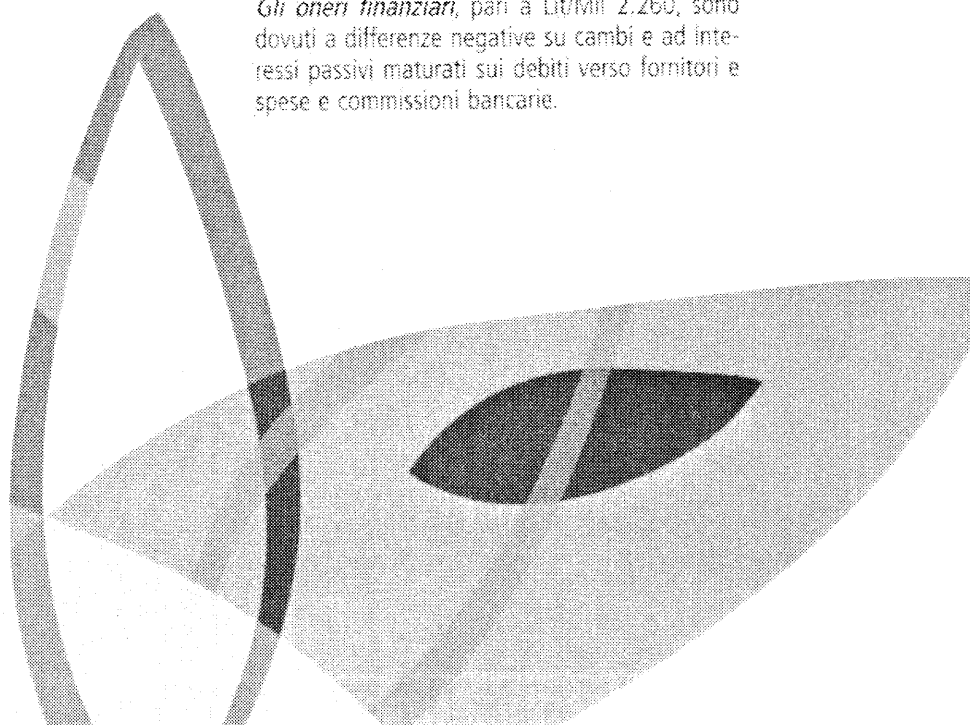 Gli oneri finanziari, pari a Lit/Mil 2.260, sono
dovuti a differenze negative su cambi e ad inte-
ressi passivi maturati sui debiti verso fornitori e
spese e commissioni bancarie.